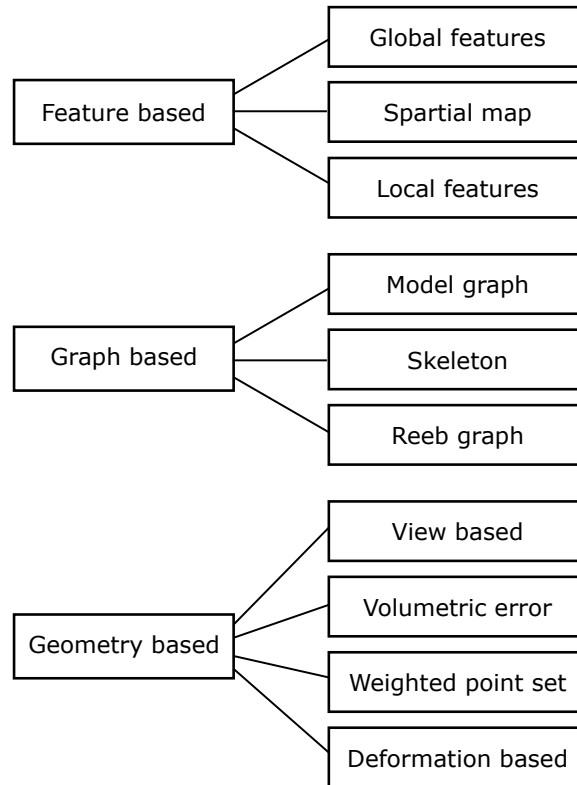 Global features
Feature based
Spartial map
Local features
Model graph
Graph based
Skeleton
Reeb graph
View based
Volumetric error
Geometry based
Weighted point set
Deformation based